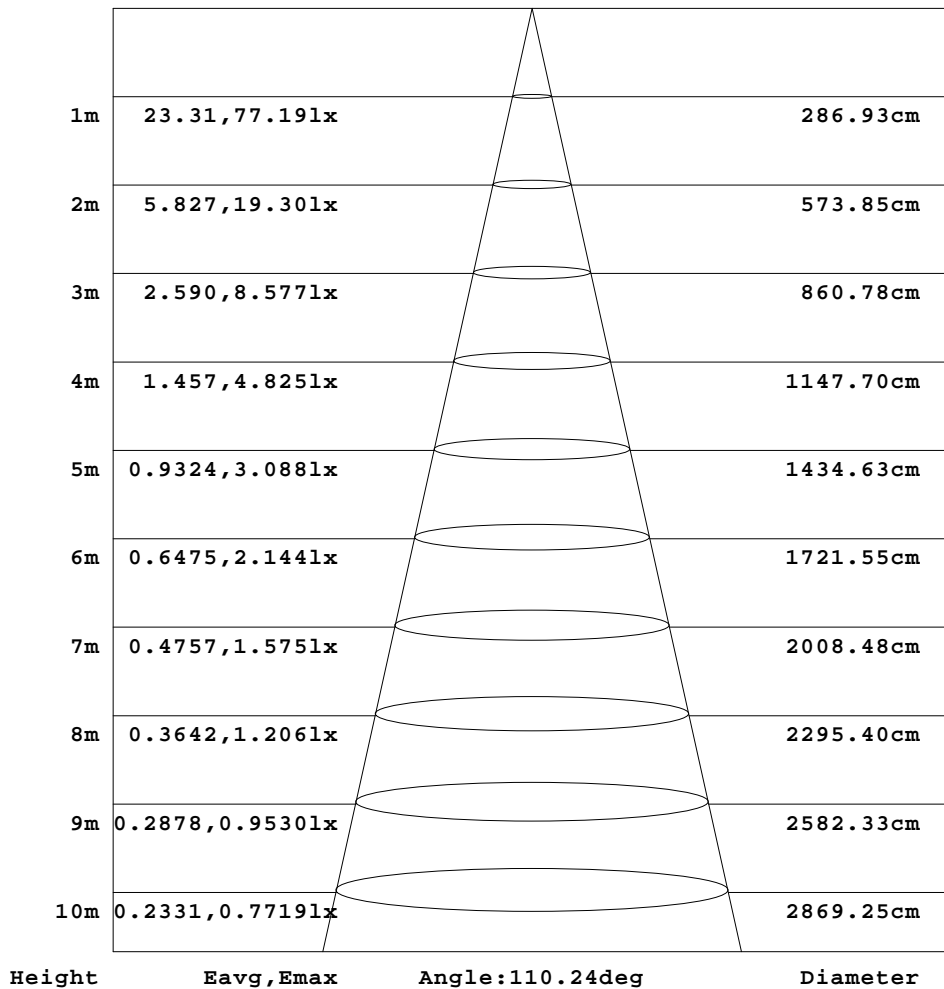 1m 23.31,77.19lx 286.93cm
2m 5.827,19.30lx 573.85cm
3m 2.590,8.577lx 860.78cm
4m 1.457,4.825lx 1147.70cm
5m 0.9324,3.088lx 1434.63cm
6m 0.6475,2.144lx 1721.55cm
7m 0.4757,1.575lx 2008.48cm
8m 0.3642,1.206lx 2295.40cm
9m 0.2878,0.9530lx 2582.33cm
10m 0.2331,0.7719lx 2869.25cm
Height Eavg,Emax Angle:110.24deg Diameter